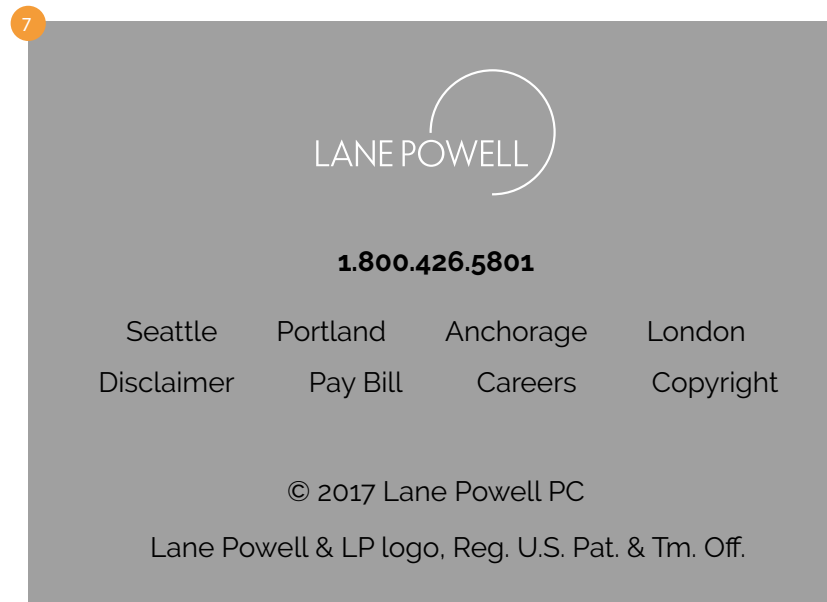 7
LANE POWELL
1.800.426.5801
Seattle Portland Anchorage London
Disclaimer Pay Bill Careers Copyright
© 2017 Lane Powell PC
Lane Powell & LP logo, Reg. U.S. Pat. & Tm. Off.